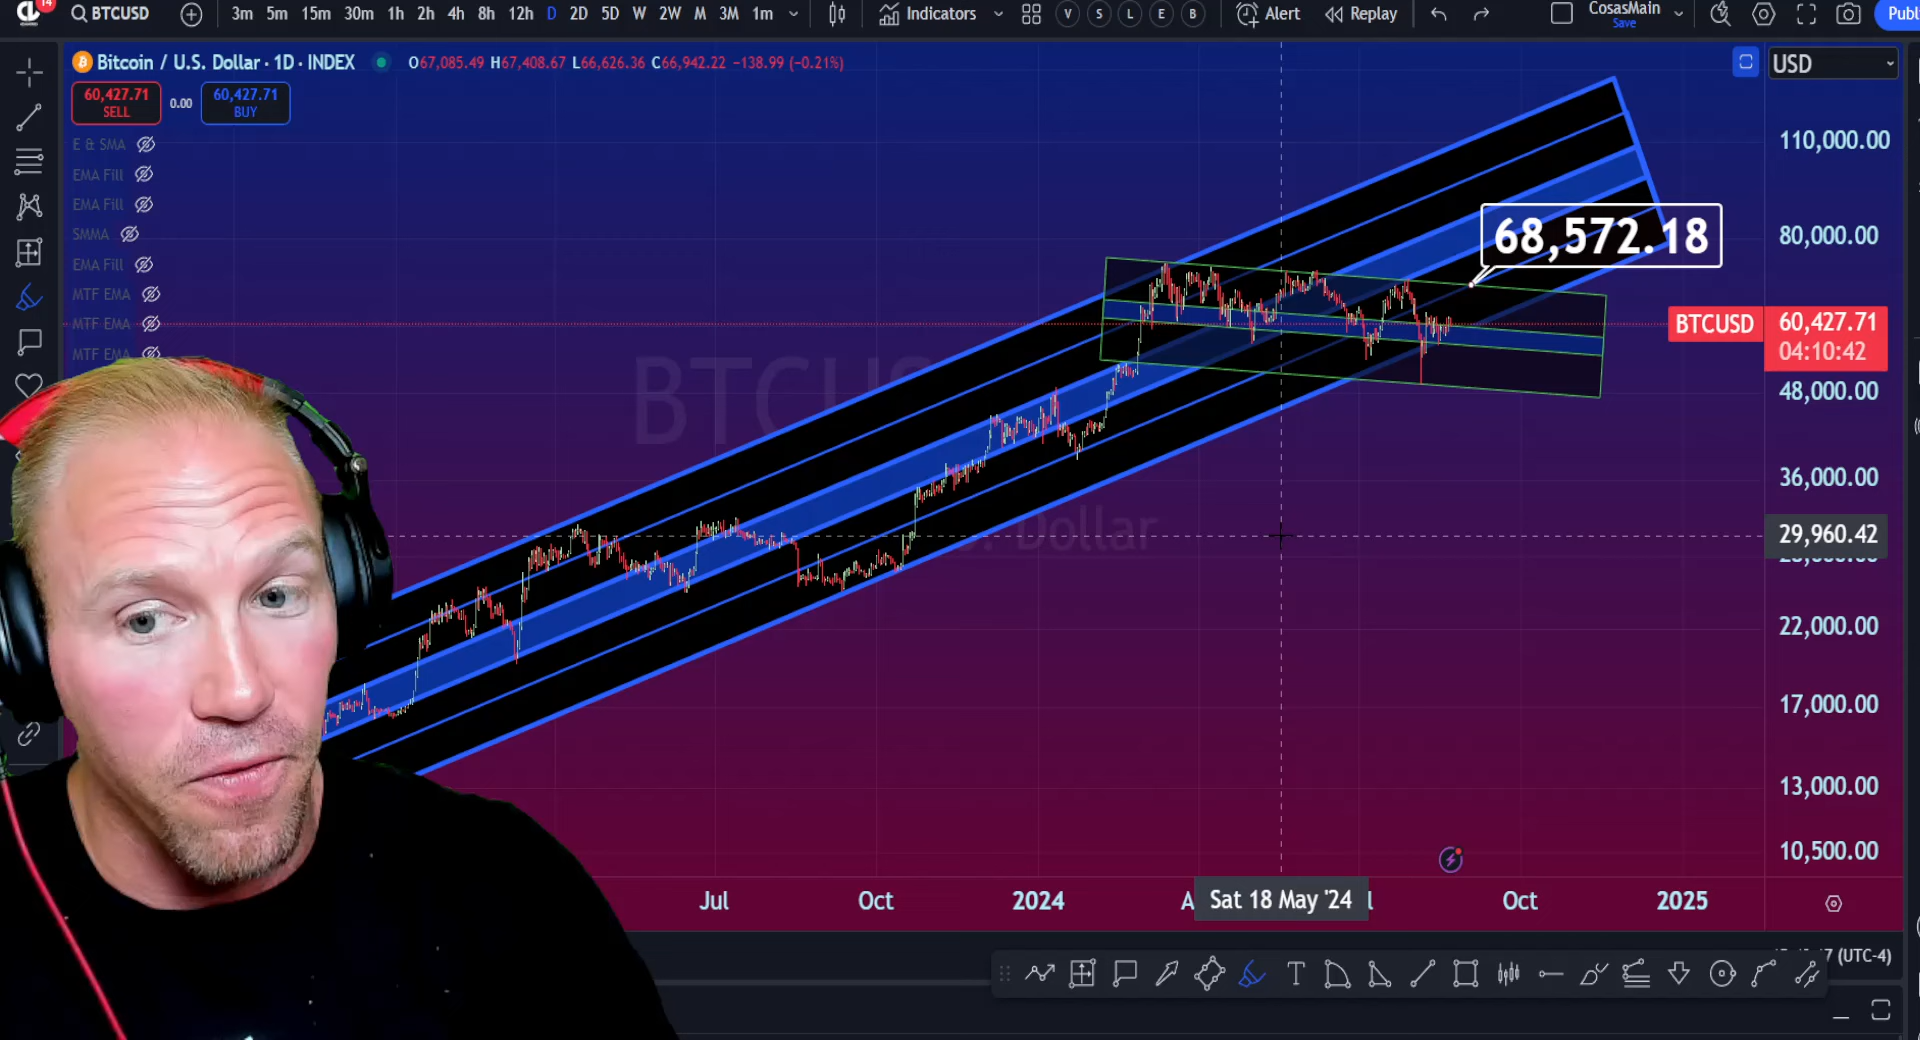 14
BTCUSD 3m 5m 15m 30m 1h 2h 4h 8h 12h D 2D 5D W 2W M 3M 1m Indicators V S L E B Alert Replay CosasMain Publ
Save
Bitcoin / U.S. Dollar · 1D · INDEX O67,085.49 H67,408.67 L66,626.36 C66,942.22 −138.99 (−0.21%) USD
60,427.71 0.00 60,427.71
SELL BUY
E & SMA
EMA Fill
EMA Fill
SMMA
EMA Fill
MTF EMA
MTF EMA
MTF EMA
110,000.00
80,000.00
68,572.18
BTCUSD 60,427.71
04:10:42
48,000.00
BTCUS
36,000.00
Dollar
29,960.42
22,000.00
17,000.00
13,000.00
10,500.00
Jul Oct 2024 A Sat 18 May '24 l Oct 2025
7 (UTC-4)
T